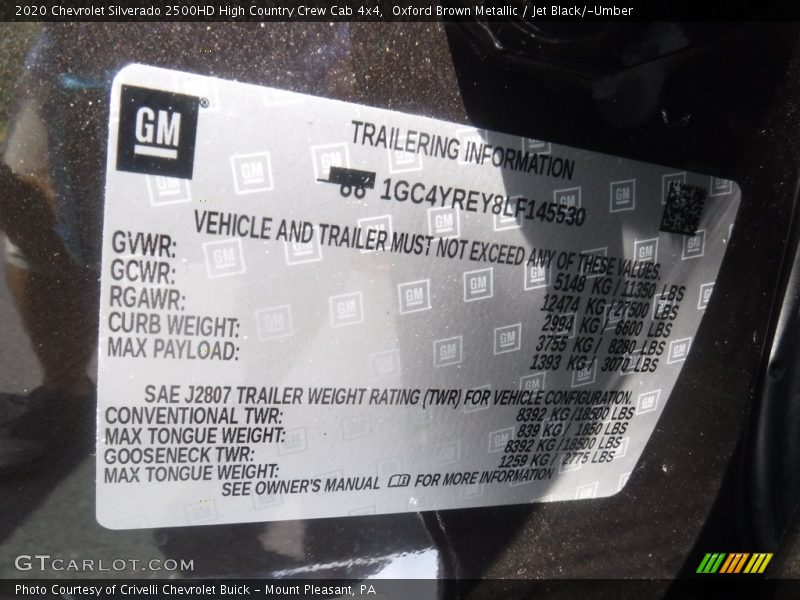 2020 Chevrolet Silverado 2500HD High Country Crew Cab 4x4, Oxford Brown Metallic / Jet Black/-Umber
GM®
TRAILERING INFORMATION
1GC4YREY8LF145530
VEHICLE AND TRAILER MUST NOT EXCEED ANY OF THESE VALUES.
GVWR: 5148 KG / 11350 LBS
GCWR: 12474 KG / 27500 LBS
RGAWR: 2994 KG / 6600 LBS
CURB WEIGHT: 3755 KG / 8280 LBS
MAX PAYLOAD: 1393 KG / 3070 LBS
SAE J2807 TRAILER WEIGHT RATING (TWR) FOR VEHICLE CONFIGURATION.
CONVENTIONAL TWR: 8392 KG / 18500 LBS
MAX TONGUE WEIGHT: 839 KG / 1850 LBS
GOOSENECK TWR: 8392 KG / 18500 LBS
MAX TONGUE WEIGHT: 1259 KG / 2775 LBS
SEE OWNER'S MANUAL FOR MORE INFORMATION
GTCARLOT.COM
Photo Courtesy of Crivelli Chevrolet Buick - Mount Pleasant, PA